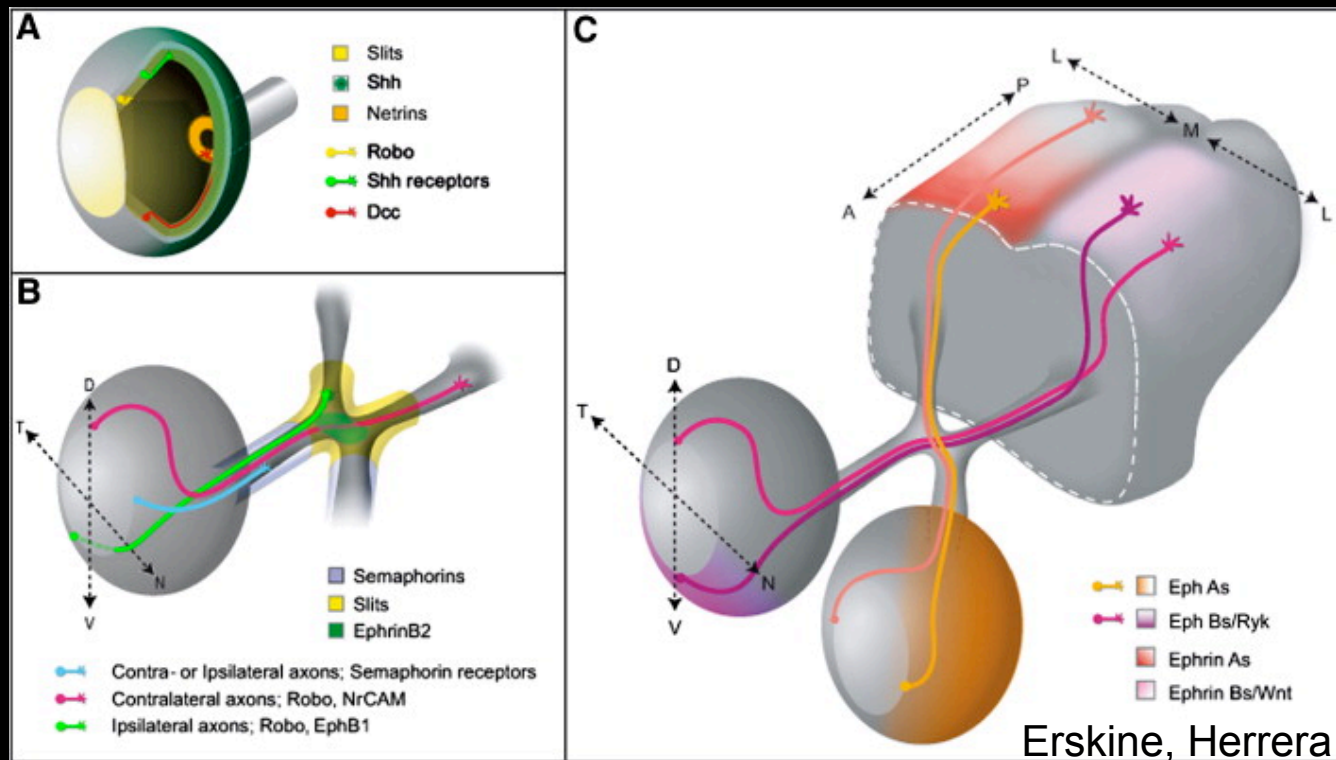 A
Slits
Shh
Netrins
Robo
Shh receptors
Dcc
B
D
T
N
V
Semaphorins
Slits
EphrinB2
Contra- or Ipsilateral axons; Semaphorin receptors
Contralateral axons; Robo, NrCAM
Ipsilateral axons; Robo, EphB1
C
L
P
M
A
L
D
T
N
V
Eph As
Eph Bs/Ryk
Ephrin As
Ephrin Bs/Wnt
Erskine, Herrera